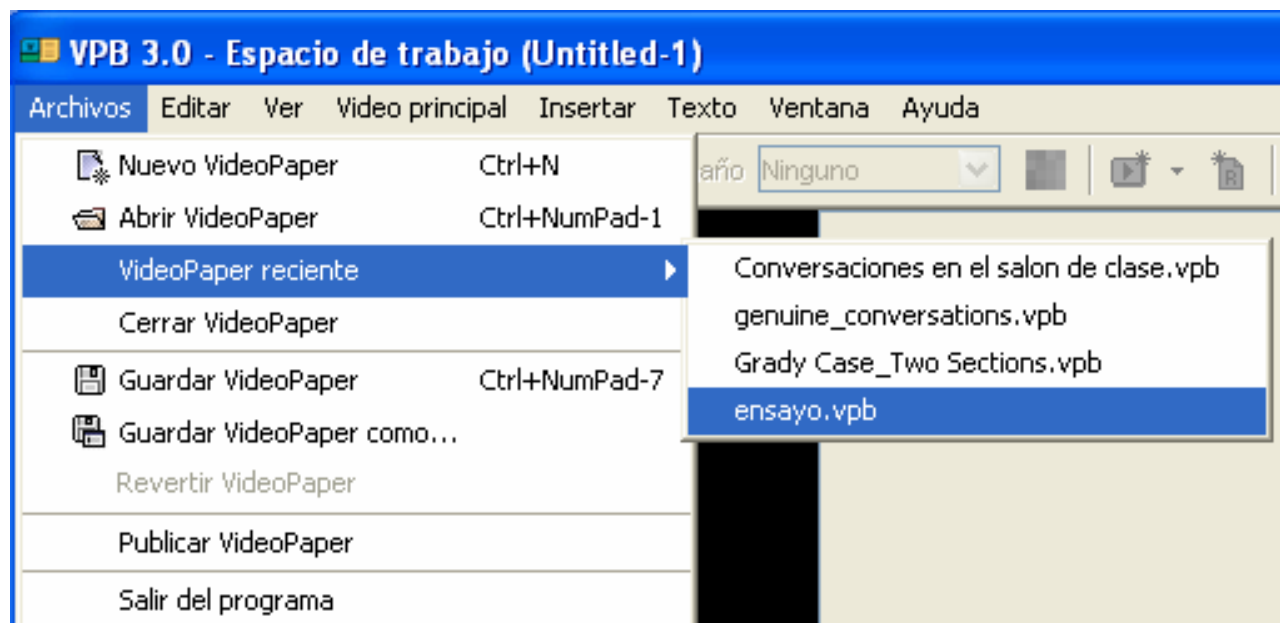 VPB 3.0 - Espacio de trabajo (Untitled-1)
Archivos Editar Ver Video principal Insertar Texto Ventana Ayuda
Nuevo VideoPaper Ctrl+N
año Ninguno
Abrir VideoPaper Ctrl+NumPad-1
VideoPaper reciente
Conversaciones en el salon de clase.vpb
genuine_conversations.vpb
Grady Case_Two Sections.vpb
ensayo.vpb
Cerrar VideoPaper
Guardar VideoPaper Ctrl+NumPad-7
Guardar VideoPaper como...
Revertir VideoPaper
Publicar VideoPaper
Salir del programa